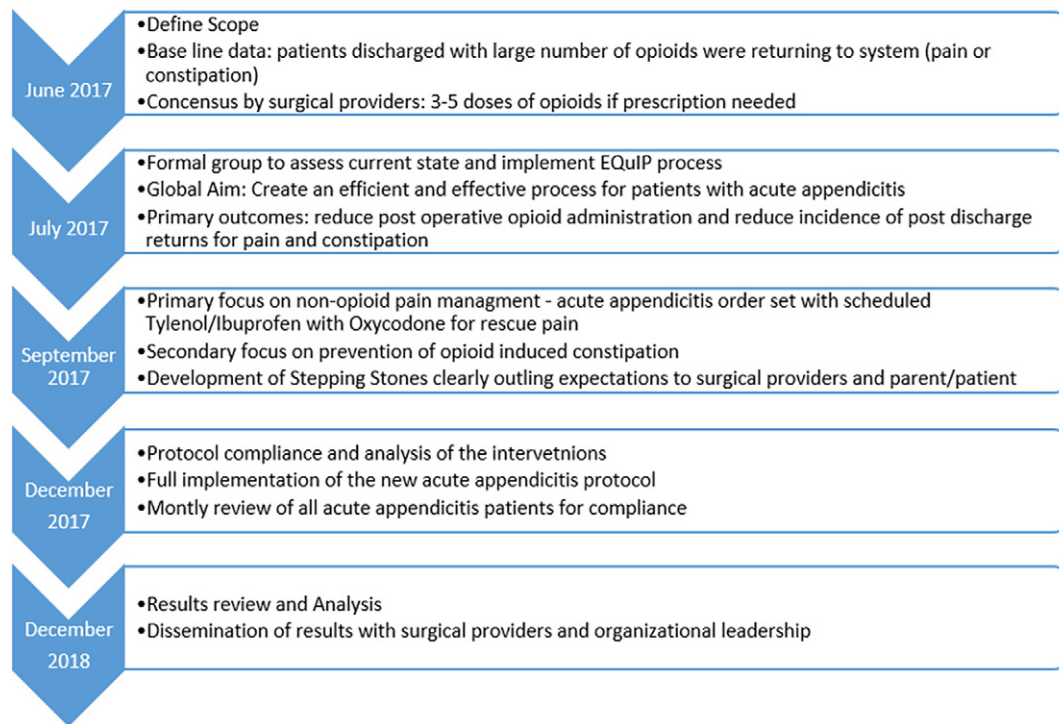 June 2017
•Define Scope
•Base line data: patients discharged with large number of opioids were returning to system (pain or
constipation)
•Concensus by surgical providers: 3-5 doses of opioids if prescription needed
July 2017
•Formal group to assess current state and implement EQuIP process
•Global Aim: Create an efficient and effective process for patients with acute appendicitis
•Primary outcomes: reduce post operative opioid administration and reduce incidence of post discharge
returns for pain and constipation
September
2017
•Primary focus on non-opioid pain managment - acute appendicitis order set with scheduled
Tylenol/Ibuprofen with Oxycodone for rescue pain
•Secondary focus on prevention of opioid induced constipation
•Development of Stepping Stones clearly outling expectations to surgical providers and parent/patient
December
2017
•Protocol compliance and analysis of the intervetnions
•Full implementation of the new acute appendicitis protocol
•Montly review of all acute appendicitis patients for compliance
December
2018
•Results review and Analysis
•Dissemination of results with surgical providers and organizational leadership